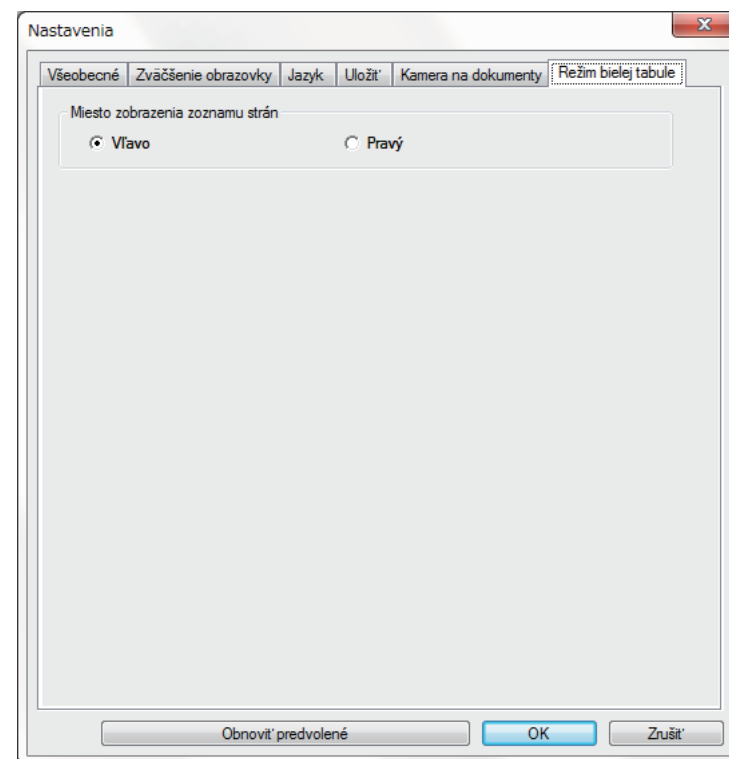 Nastavenia
Všeobecné Zväčšenie obrazovky Jazyk Uložiť Kamera na dokumenty Režim bielej tabule
Miesto zobrazenia zoznamu strán
Vľavo Pravý
Obnoviť predvolené OK Zrušiť